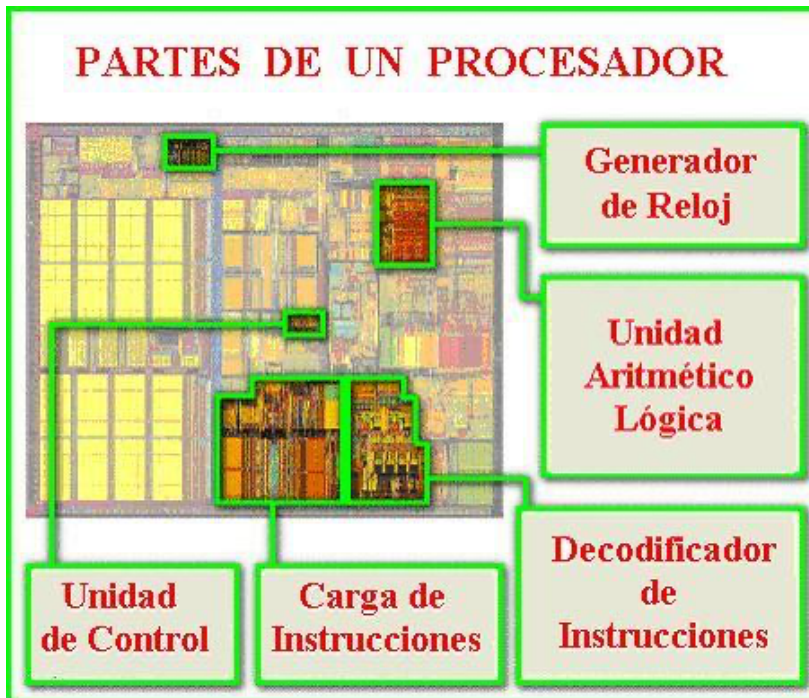 PARTES DE UN PROCESADOR
Generador
de Reloj
Unidad
Aritmético
Lógica
Decodificador
de
Instrucciones
Carga de
Instrucciones
Unidad
de Control